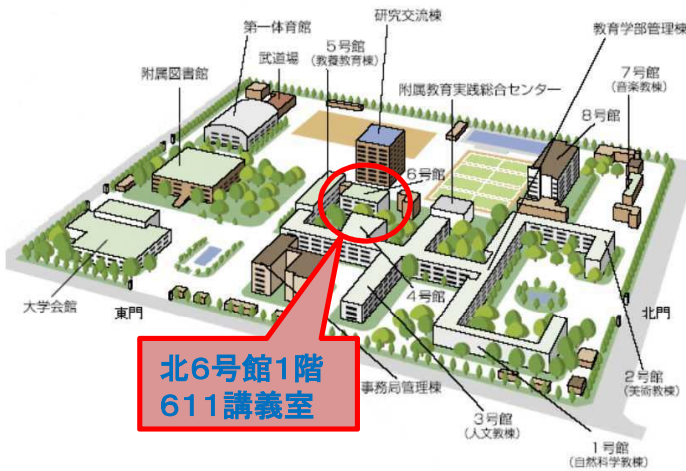 研究交流棟
第一体育館
教育学部管理棟
5号館
(教養教育棟)
武道場
7号館
(音楽教棟)
附属図書館
附属教育実践総合センター
8号館
6号館
大学会館
東門
4号館
北門
北6号館1階
611講義室
事務局管理棟
2号館
(美術教棟)
3号館
(人文教棟)
1号館
(自然科学教棟)